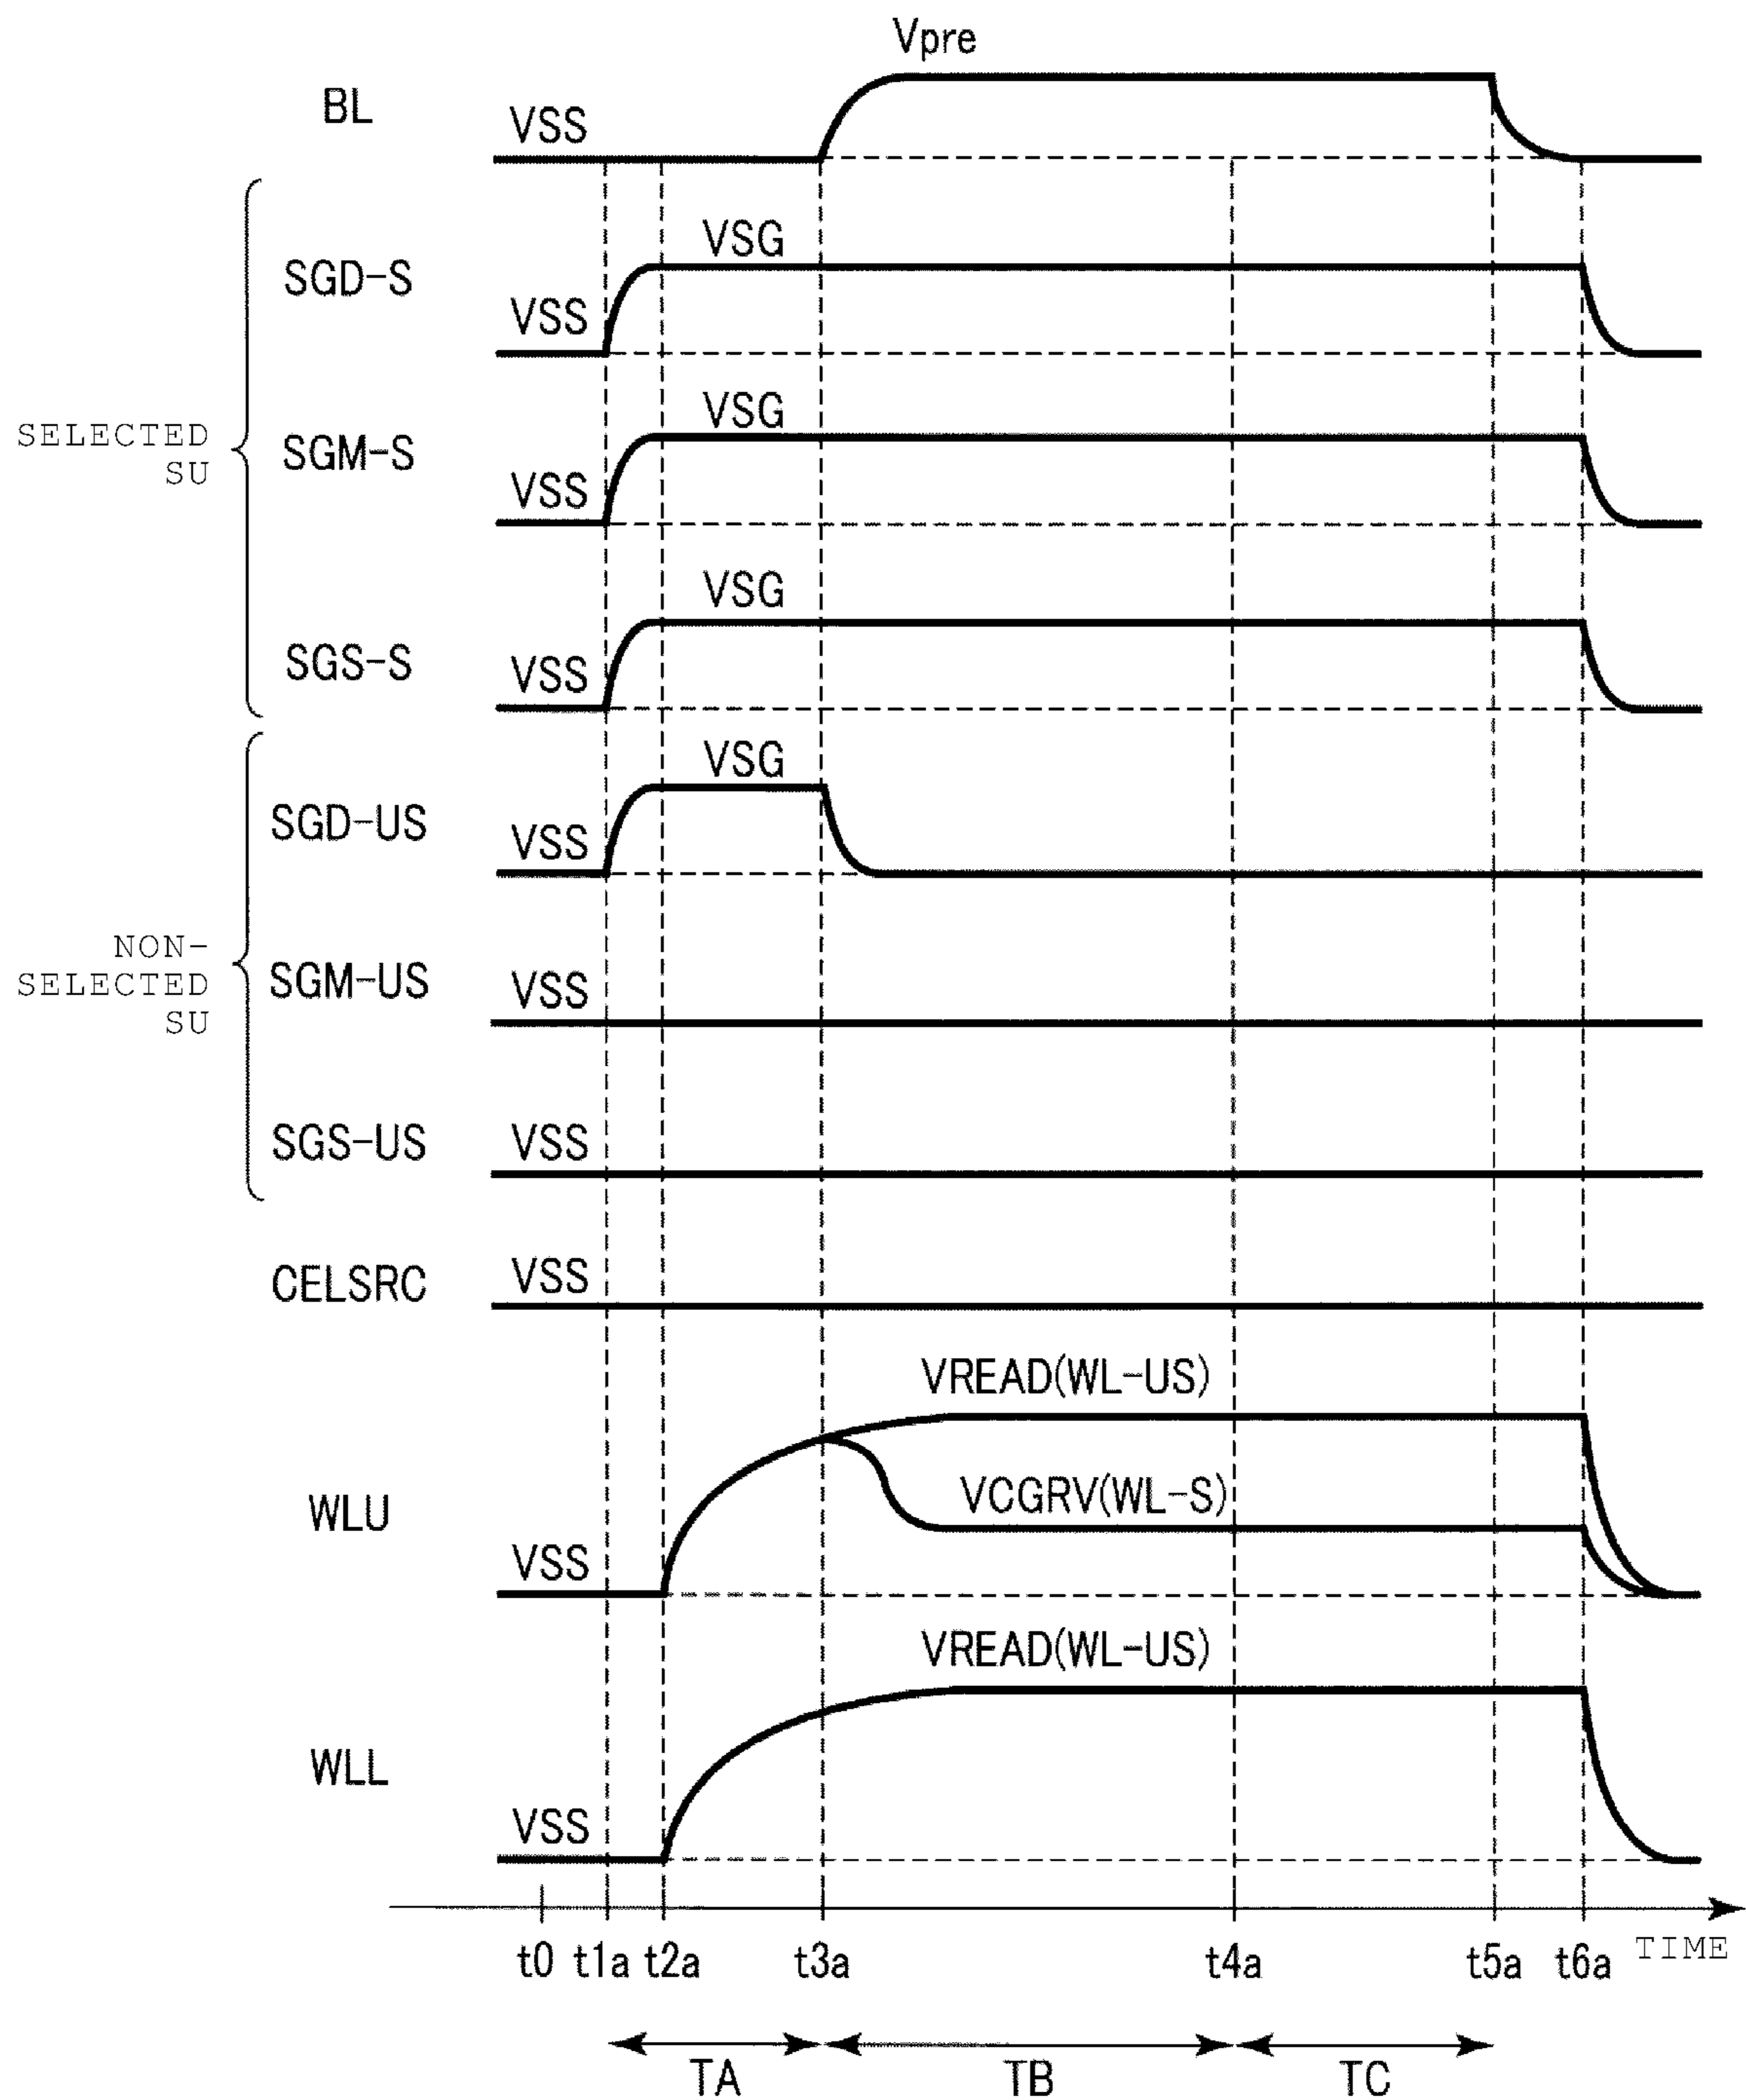 Vpre
BL
VSS
VSG
SGD-S
VSS
VSG
SELECTED
SU
SGM-S
VSS
VSG
SGS-S
VSS
VSG
SGD-US
VSS
NON-
SELECTED
SU
SGM-US
VSS
SGS-US
VSS
CELSRC
VSS
VREAD(WL-US)
VCGRV(WL-S)
WLU
VSS
VREAD(WL-US)
WLL
VSS
t0 t1a t2a t3a t4a t5a t6a TIME
TA TB TC